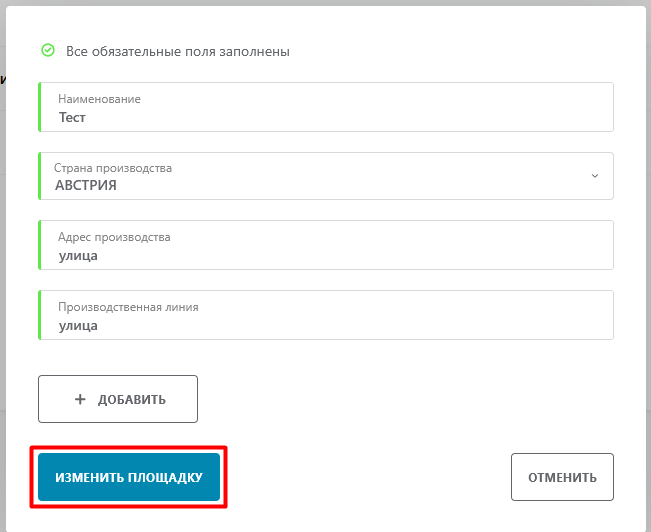 Все обязательные поля заполнены
Наименование
Тест
Страна производства
АВСТРИЯ
Адрес производства
улица
Производственная линия
улица
+ ДОБАВИТЬ
ИЗМЕНИТЬ ПЛОЩАДКУ
ОТМЕНИТЬ